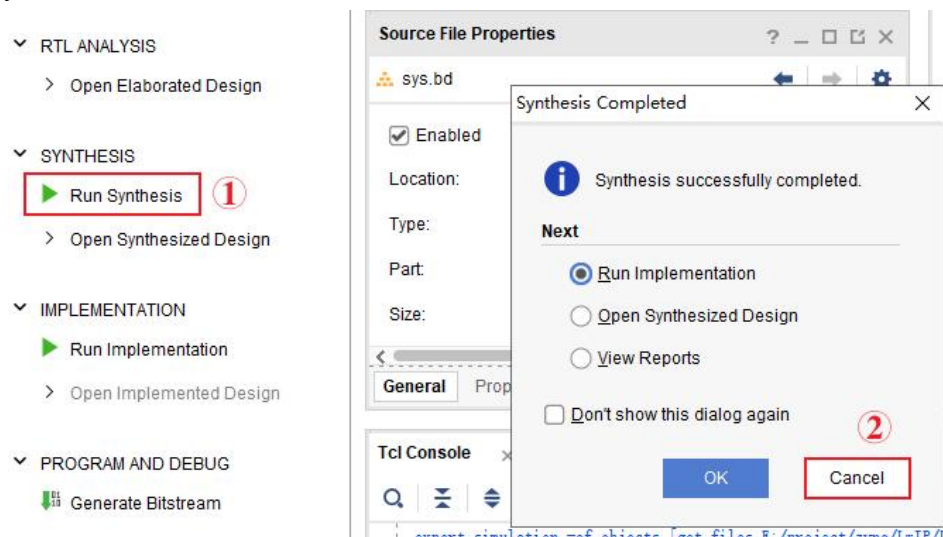 RTL ANALYSIS
Open Elaborated Design
SYNTHESIS
Run Synthesis
①
Open Synthesized Design
IMPLEMENTATION
Run Implementation
Open Implemented Design
PROGRAM AND DEBUG
Generate Bitstream
Source File Properties
sys.bd
Enabled
Location:
Type:
Part:
Size:
General Prop
Tcl Console
Synthesis Completed
Synthesis successfully completed.
Next
Run Implementation
Open Synthesized Design
View Reports
Don't show this dialog again
②
OK
Cancel